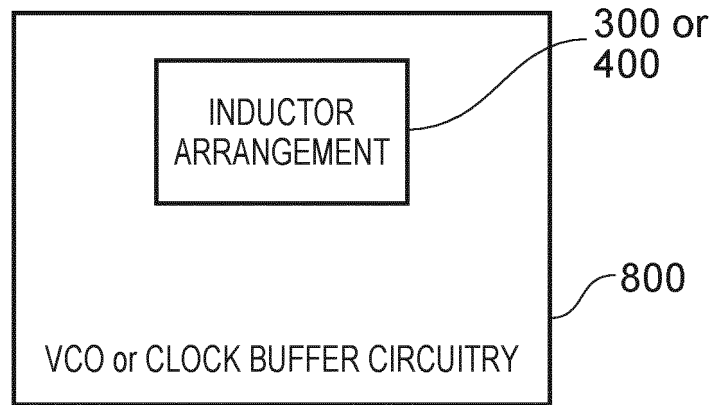 300 or
400
INDUCTOR
ARRANGEMENT
800
VCO or CLOCK BUFFER CIRCUITRY